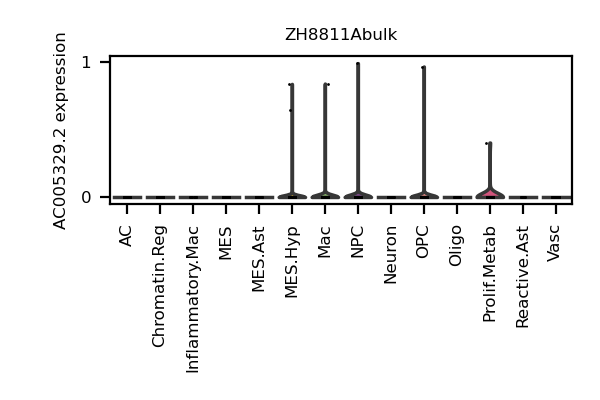 ZH8811Abulk
AC005329.2 expression
1
0
AC
Chromatin.Reg
Inflammatory.Mac
MES
MES.Ast
MES.Hyp
Mac
NPC
Neuron
OPC
Oligo
Prolif.Metab
Reactive.Ast
Vasc